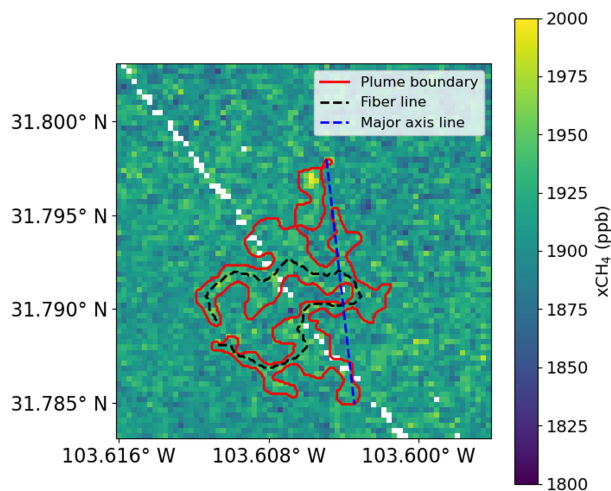 Plume boundary
Fiber line
Major axis line
31.800° N
31.795° N
31.790° N
31.785° N
103.616° W
103.608° W
103.600° W
2000
1975
1950
1925
1900
1875
1850
1825
1800
xCH₄ (ppb)